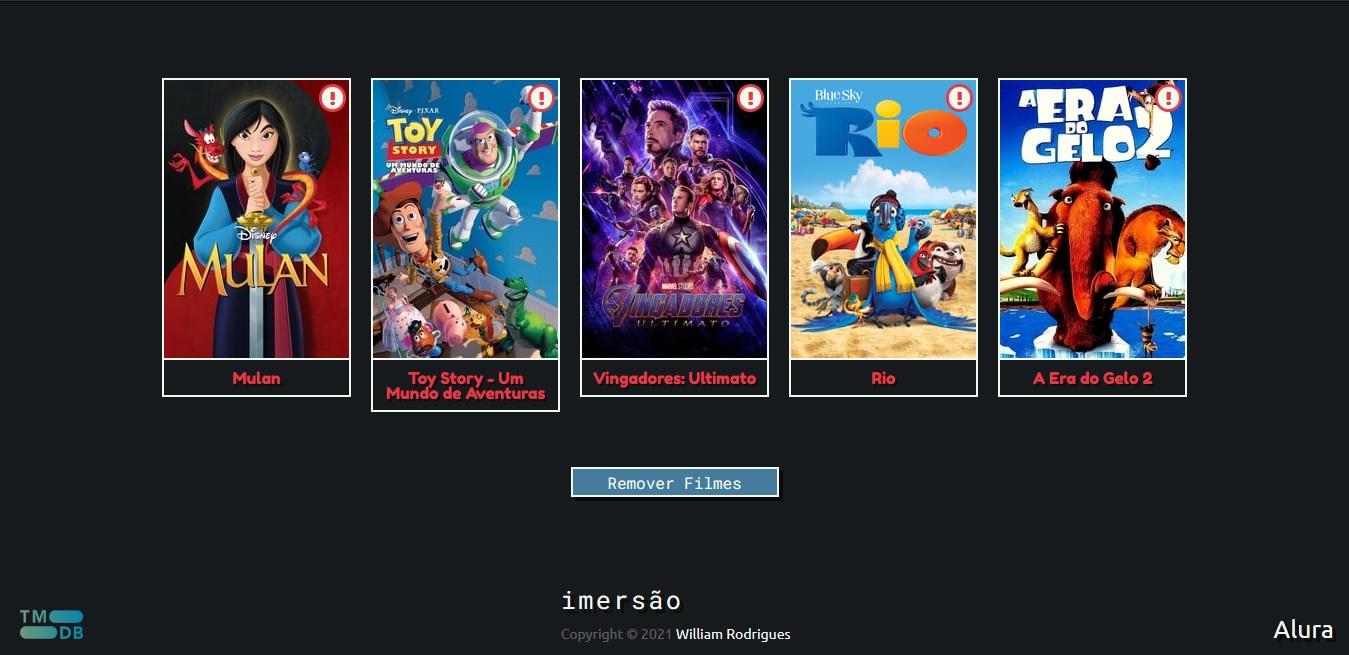 Disney
MULAN
Mulan
Disney · PIXAR
TOY
STORY
UM MUNDO DE
AVENTURAS
Toy Story - Um
Mundo de Aventuras
MARVEL STUDIOS
VINGADORES
ULTIMATO
Vingadores: Ultimato
Blue Sky
STUDIOS
RIO
Rio
A ERA
DO
GELO 2
A Era do Gelo 2
Remover Filmes
TM
DB
imersão
Copyright © 2021 William Rodrigues
Alura